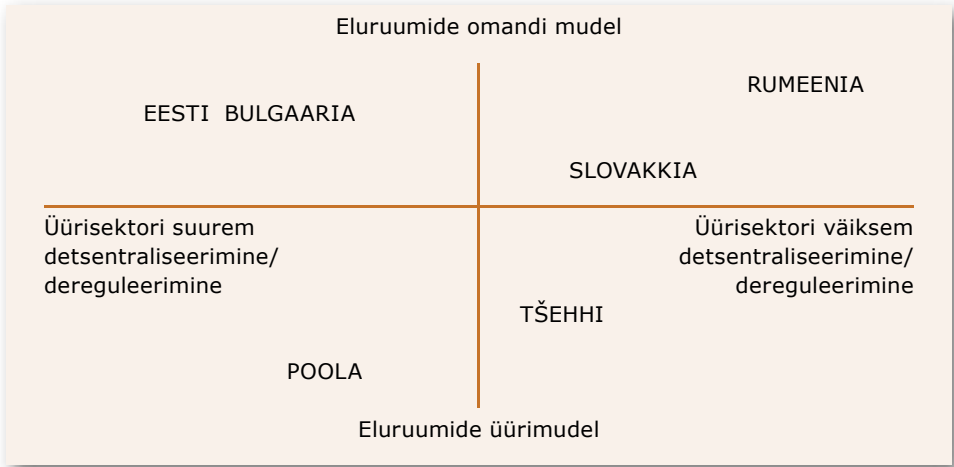 Eluruumide omandi mudel
RUMEENIA
EESTI BULGAARIA
SLOVAKKIA
Üürisektori suurem
detsentraliseerimine/
dereguleerimine
Üürisektori väiksem
detsentraliseerimine/
dereguleerimine
TŠEHHI
POOLA
Eluruumide üürimudel